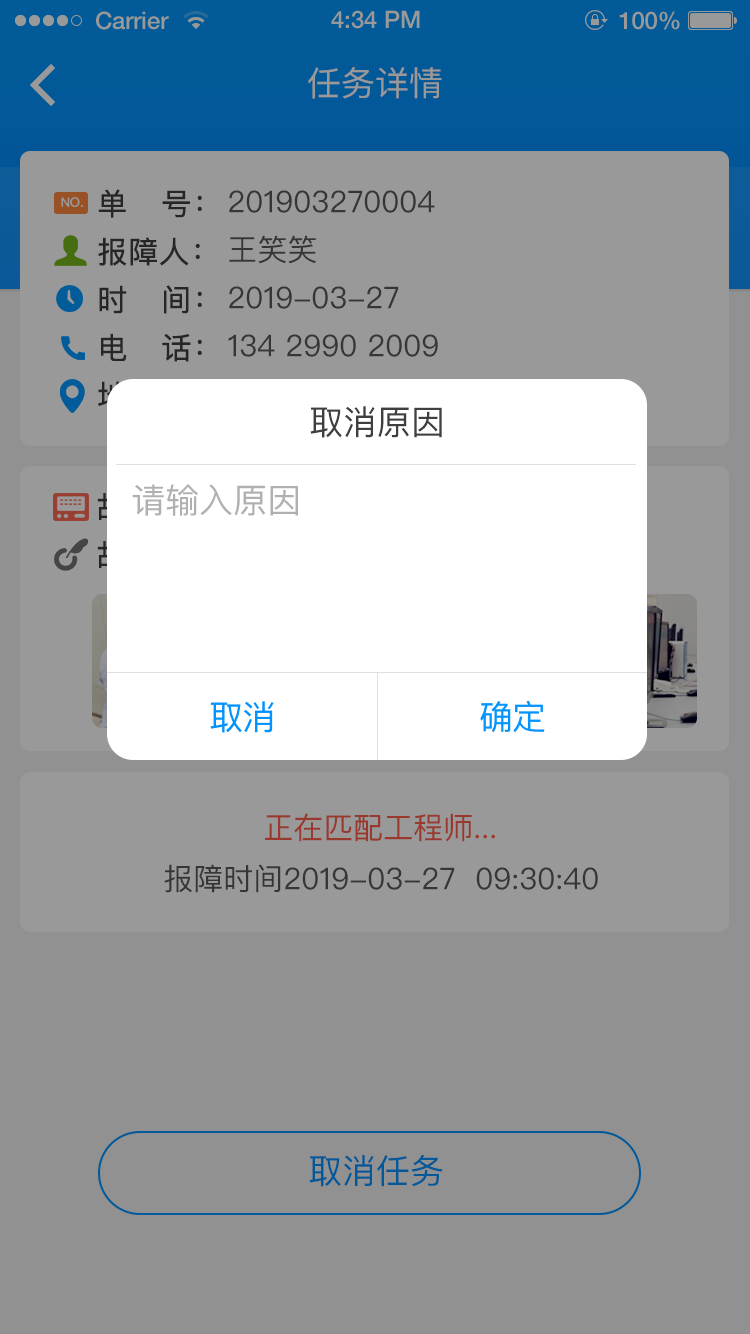 Carrier 4:34 PM 100%
任务详情
NO. 单 号： 201903270004
报障人： 王笑笑
时 间： 2019-03-27
电 话： 134 2990 2009
取消原因
请输入原因
取消 确定
正在匹配工程师...
报障时间2019-03-27 09:30:40
取消任务